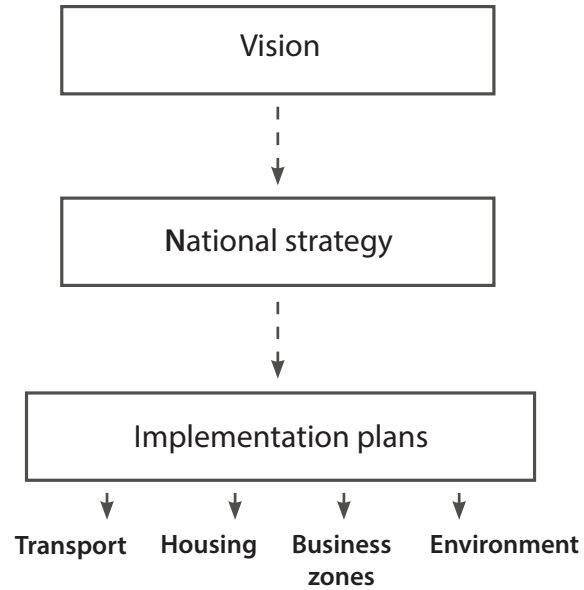 Vision
National strategy
Implementation plans
Transport Housing Business Environment
zones